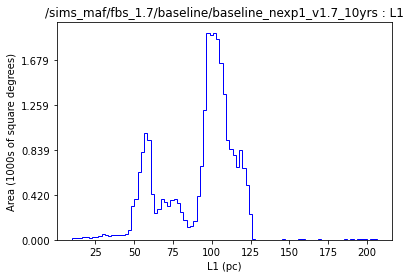 /sims_maf/fbs_1.7/baseline/baseline_nexp1_v1.7_10yrs : L1
Area (1000s of square degrees)
1.679
1.259
0.839
0.420
0.000
25 50 75 100 125 150 175 200
L1 (pc)